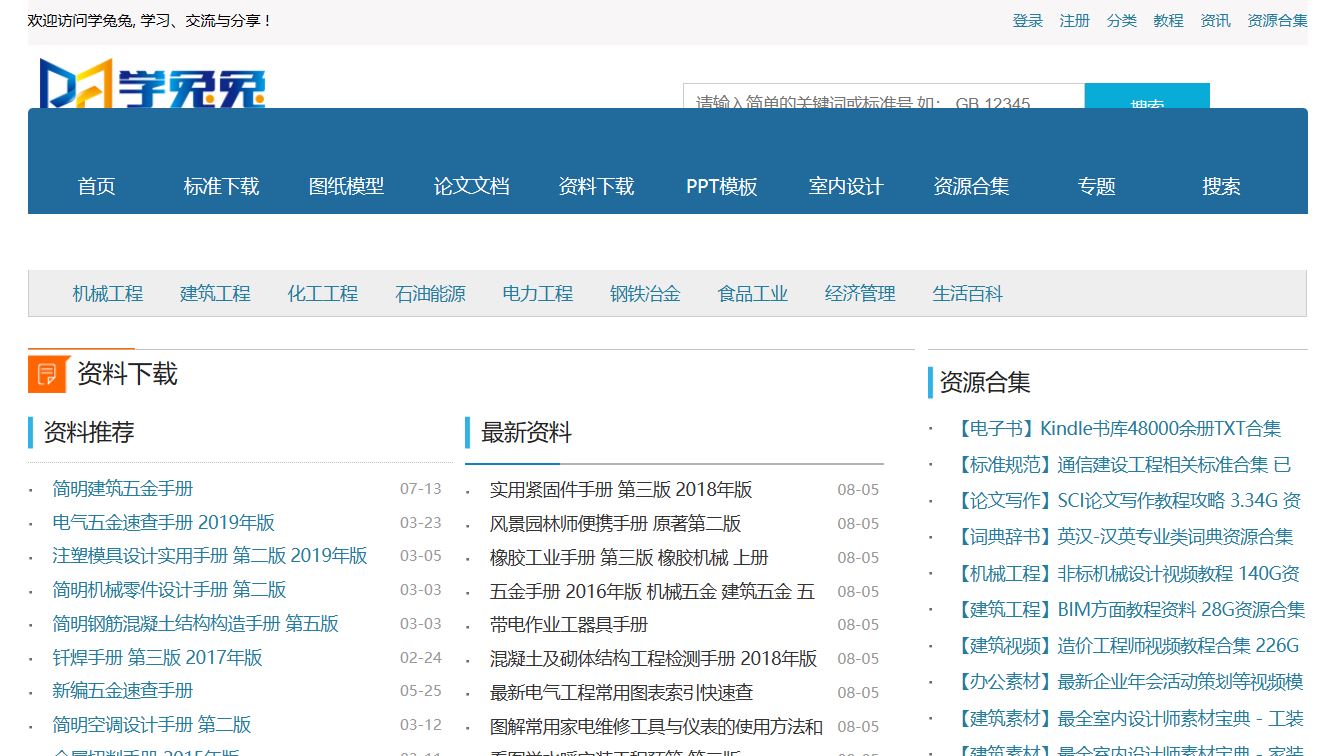 欢迎访问学兔兔, 学习、交流与分享！
登录 注册 分类 教程 资讯 资源合集
学兔兔
请输入简单的关键词或标准号 如： GB 12345 搜索
首页 标准下载 图纸模型 论文文档 资料下载 PPT模板 室内设计 资源合集 专题 搜索
机械工程 建筑工程 化工工程 石油能源 电力工程 钢铁冶金 食品工业 经济管理 生活百科
资料下载
资料推荐
简明建筑五金手册 07-13
电气五金速查手册 2019年版 03-23
注塑模具设计实用手册 第二版 2019年版 03-05
简明机械零件设计手册 第二版 03-03
简明钢筋混凝土结构构造手册 第五版 03-03
钎焊手册 第三版 2017年版 02-24
新编五金速查手册 05-25
简明空调设计手册 第二版 03-12
金属切削手册 2015年版
最新资料
实用紧固件手册 第三版 2018年版 08-05
风景园林师便携手册 原著第二版 08-05
橡胶工业手册 第三版 橡胶机械 上册 08-05
五金手册 2016年版 机械五金 建筑五金 五 08-05
带电作业工器具手册 08-05
混凝土及砌体结构工程检测手册 2018年版 08-05
最新电气工程常用图表索引快速查 08-05
图解常用家电维修工具与仪表的使用方法和 08-05
资源合集
【电子书】Kindle书库48000余册TXT合集
【标准规范】通信建设工程相关标准合集 已
【论文写作】SCI论文写作教程攻略 3.34G 资
【词典辞书】英汉-汉英专业类词典资源合集
【机械工程】非标机械设计视频教程 140G资
【建筑工程】BIM方面教程资料 28G资源合集
【建筑视频】造价工程师视频教程合集 226G
【办公素材】最新企业年会活动策划等视频模
【建筑素材】最全室内设计师素材宝典 - 工装
【建筑素材】最全室内设计师素材宝典 - 家装